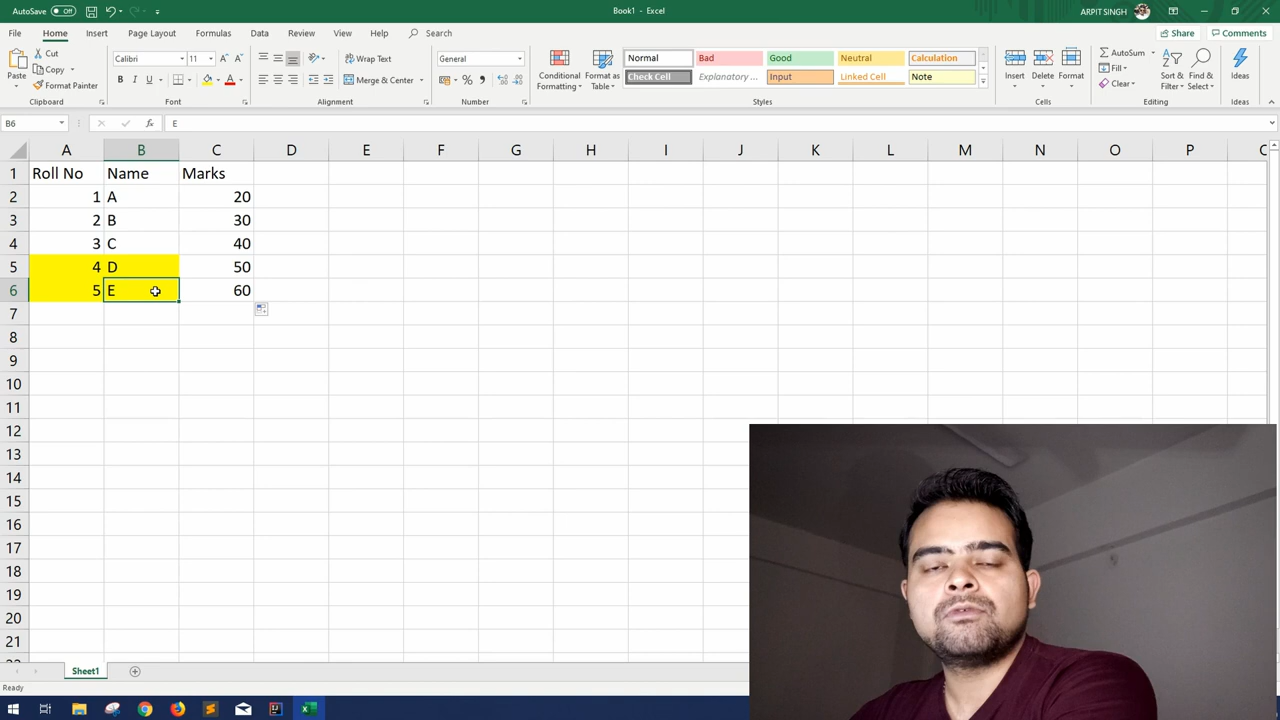 AutoSave Off
Book1 - Excel
ARPIT SINGH
File Home Insert Page Layout Formulas Data Review View Help Search
Share Comments
Paste
Cut
Copy
Format Painter
Clipboard
Calibri 11
B I U
Font
Wrap Text
Merge & Center
Alignment
General
Number
Conditional Formatting
Format as Table
Normal Bad Good Neutral Calculation
Check Cell Explanatory ... Input Linked Cell Note
Styles
Insert Delete Format
Cells
AutoSum
Fill
Clear
Sort & Filter
Find & Select
Editing
Ideas
Ideas
B6 fx E
A B C D E F G H I J K L M N O P
1 Roll No Name Marks
2 1 A 20
3 2 B 30
4 3 C 40
5 4 D 50
6 5 E 60
7
8
9
10
11
12
13
14
15
16
17
18
19
20
21
Sheet1
Ready